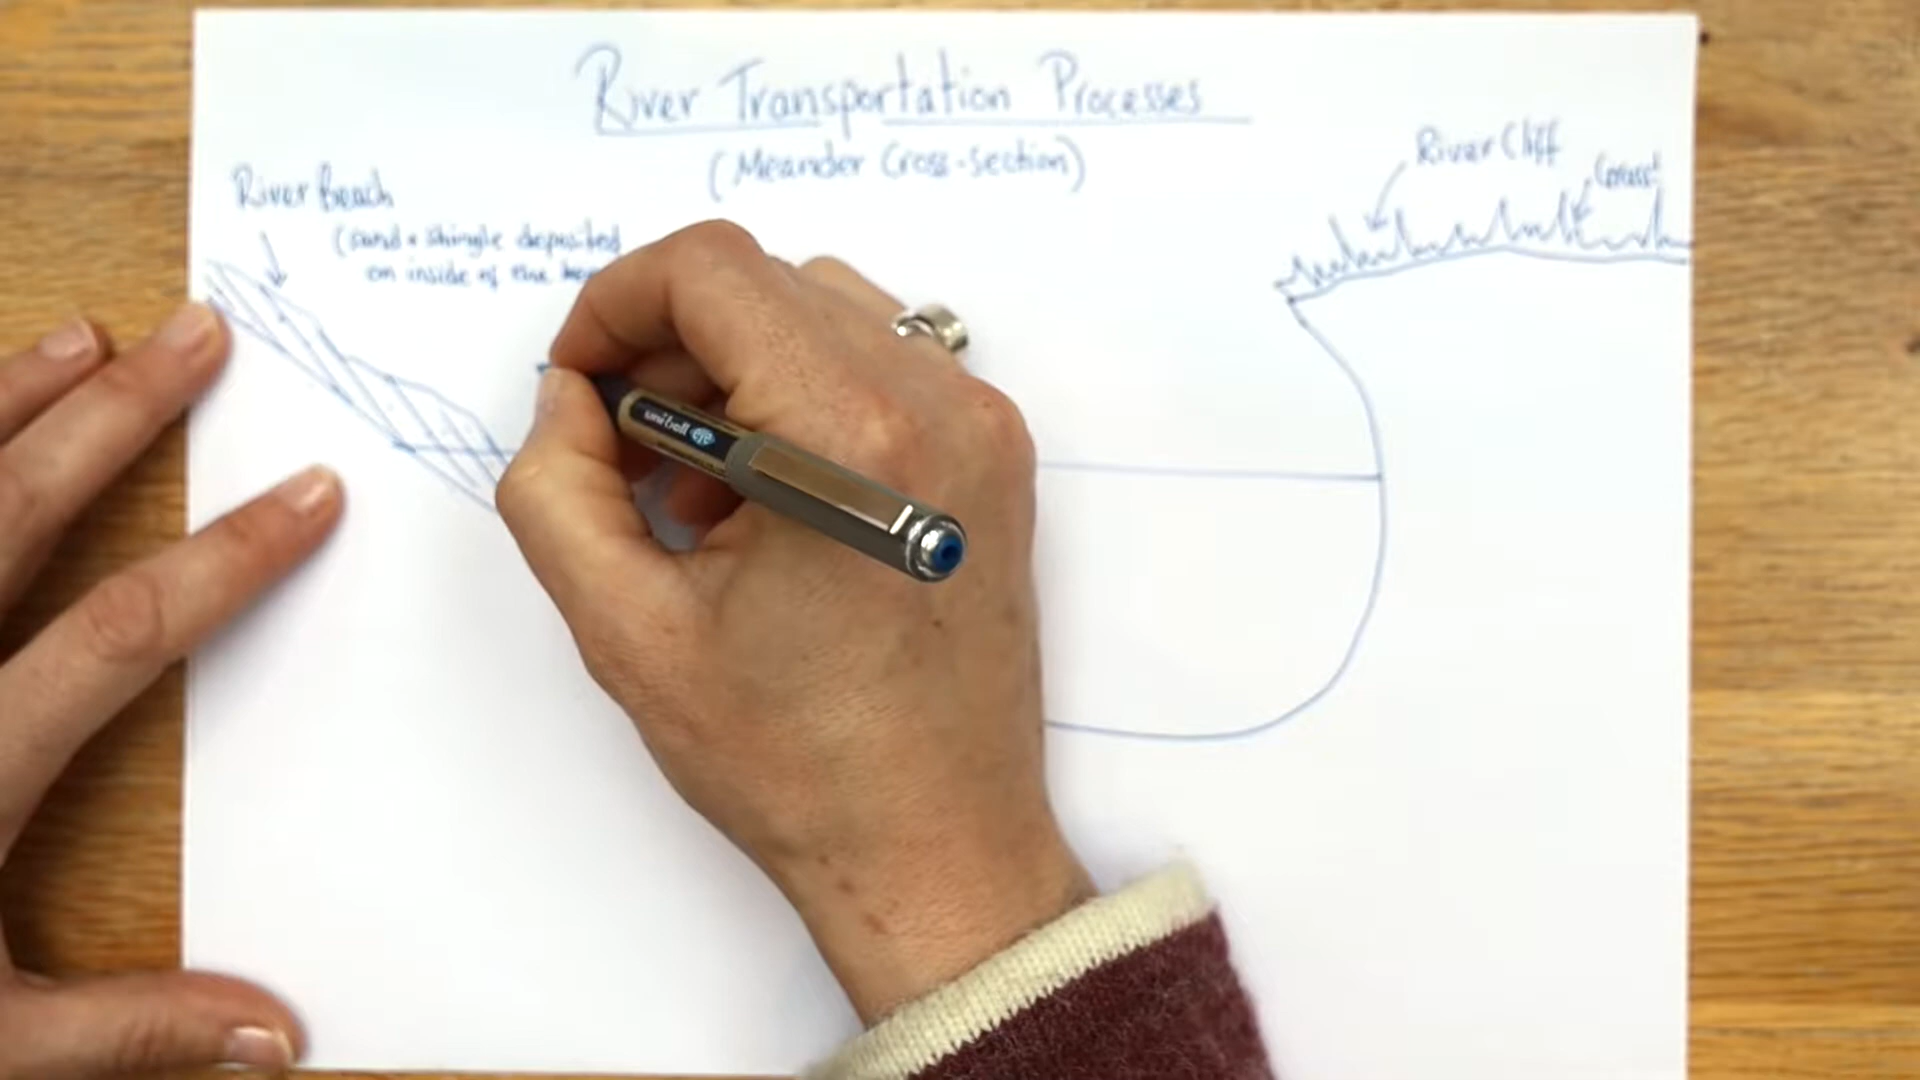 River Transportation Processes
(Meander Cross-section)
River Cliff
Grass
River Beach
(sand + shingle deposited
on inside of the
uniball eye